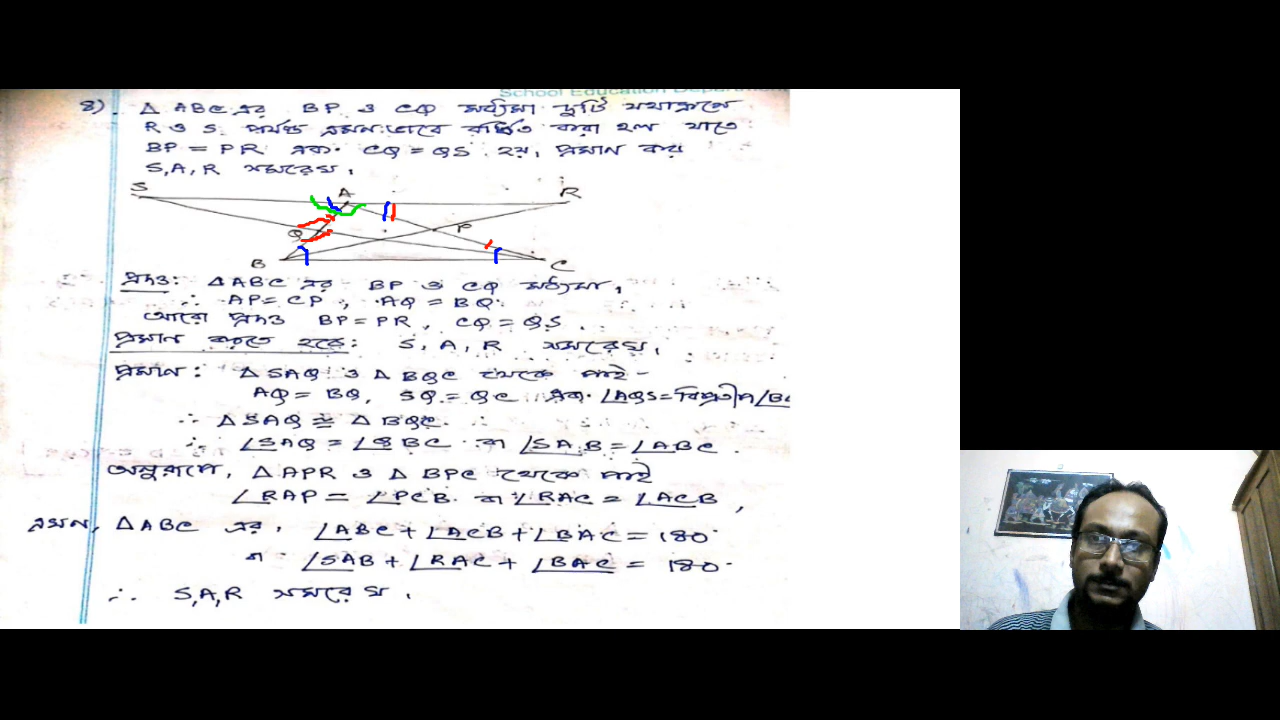 School Education Department
8) Δ ABC এর BP ও CQ মধ্যমা দুটি যথাক্রমে
R ও S পর্যন্ত এমনভাবে বর্ধিত করা হল যাতে
BP = PR এবং CQ = QS হয়, প্রমান কর
S, A, R সমরেখ।
S A R
Q P
B C
প্রদত্ত: Δ ABC এর BP ও CQ মধ্যমা,
∴ AP = CP, AQ = BQ
আরো প্রদত্ত BP = PR, CQ = QS
প্রমান করতে হবে: S, A, R সমরেখ,
প্রমান: Δ SAQ ও Δ BQC থেকে পাই-
AQ = BQ, SQ = QC এবং ∠AQS = বিপ্রতীপ
∴ Δ SAQ ≅ Δ BQC
∴ ∠SAQ = ∠QBC বা ∠SAB = ∠ABC.
অনুরূপে, Δ APR ও Δ BPC থেকে পাই
∠RAP = ∠PCB. বা ∠RAC = ∠ACB,
এখন, Δ ABC এর, ∠ABC + ∠ACB + ∠BAC = 180°
বা ∠SAB + ∠RAC + ∠BAC = 180°
∴ S, A, R সমরেখ।